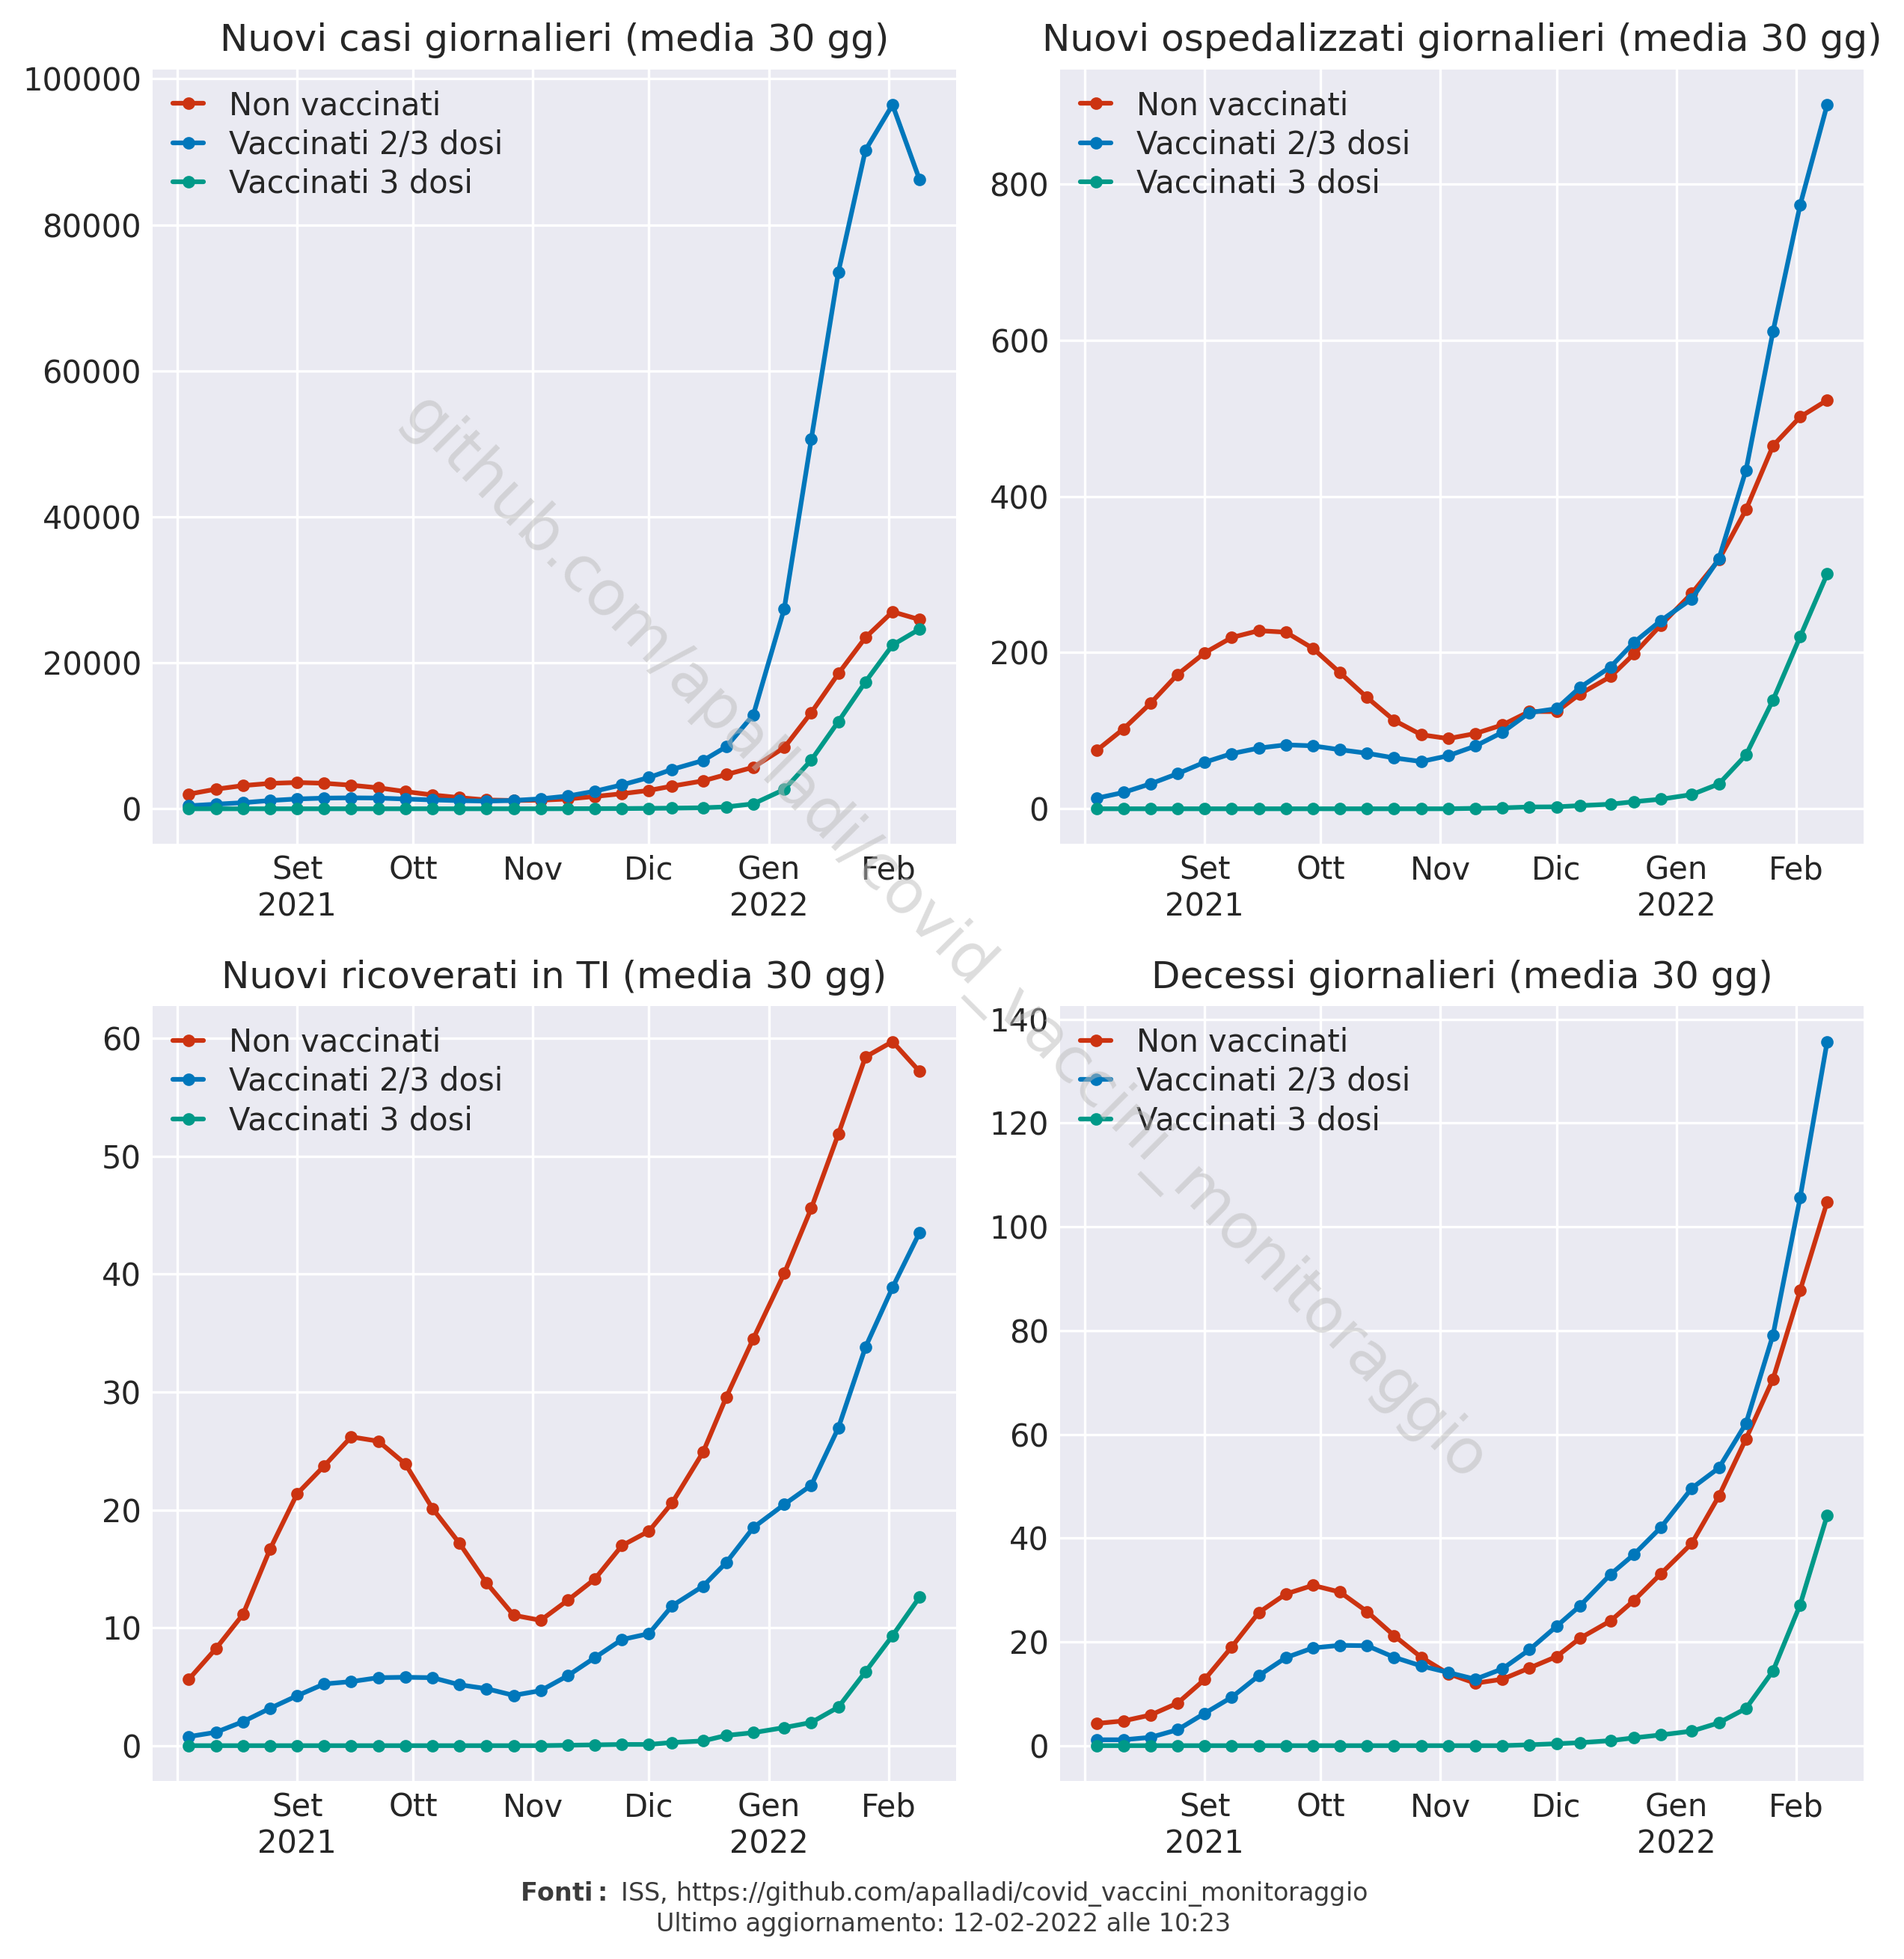 Nuovi casi giornalieri (media 30 gg)
100000
80000
60000
40000
20000
0
Non vaccinati
Vaccinati 2/3 dosi
Vaccinati 3 dosi
Set Ott Nov Dic Gen Feb
2021 2022
Nuovi ospedalizzati giornalieri (media 30 gg)
800
600
400
200
0
Non vaccinati
Vaccinati 2/3 dosi
Vaccinati 3 dosi
Set Ott Nov Dic Gen Feb
2021 2022
Nuovi ricoverati in TI (media 30 gg)
60
50
40
30
20
10
0
Non vaccinati
Vaccinati 2/3 dosi
Vaccinati 3 dosi
Set Ott Nov Dic Gen Feb
2021 2022
Decessi giornalieri (media 30 gg)
140
120
100
80
60
40
20
0
Non vaccinati
Vaccinati 2/3 dosi
Vaccinati 3 dosi
Set Ott Nov Dic Gen Feb
2021 2022
github.com/apalladi/covid_vaccini_monitoraggio
Fonti: ISS, https://github.com/apalladi/covid_vaccini_monitoraggio
Ultimo aggiornamento: 12-02-2022 alle 10:23